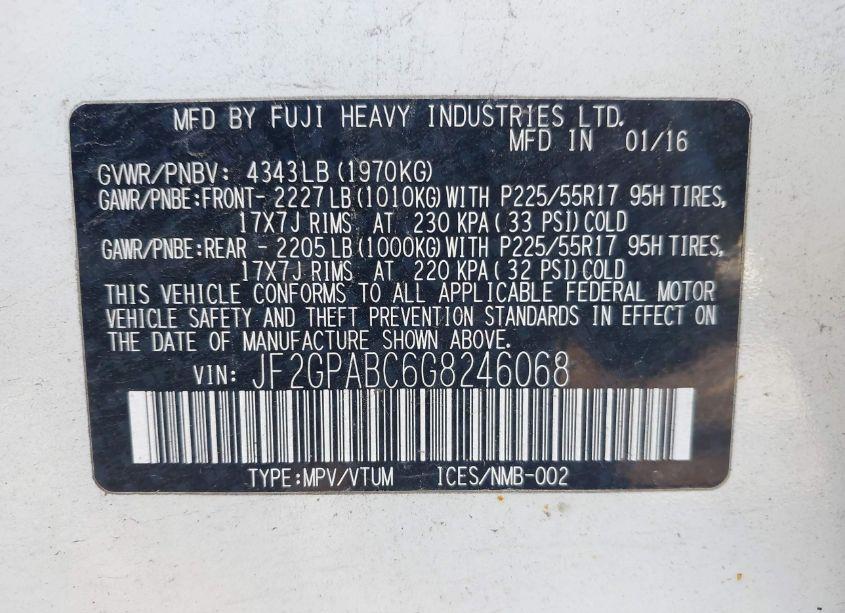 MFD BY FUJI HEAVY INDUSTRIES LTD.
MFD IN 01/16
GVWR/PNBV: 4343LB (1970KG)
GAWR/PNBE:FRONT- 2227LB (1010KG) WITH P225/55R17 95H TIRES,
17X7J RIMS AT 230 KPA (33 PSI) COLD
GAWR/PNBE:REAR - 2205LB (1000KG) WITH P225/55R17 95H TIRES,
17X7J RIMS AT 220 KPA (32 PSI) COLD
THIS VEHICLE CONFORMS TO ALL APPLICABLE FEDERAL MOTOR
VEHICLE SAFETY AND THEFT PREVENTION STANDARDS IN EFFECT ON
THE DATE OF MANUFACTURE SHOWN ABOVE.
VIN: JF2GPABC6G8246068
TYPE:MPV/VTUM ICES/NMB-002